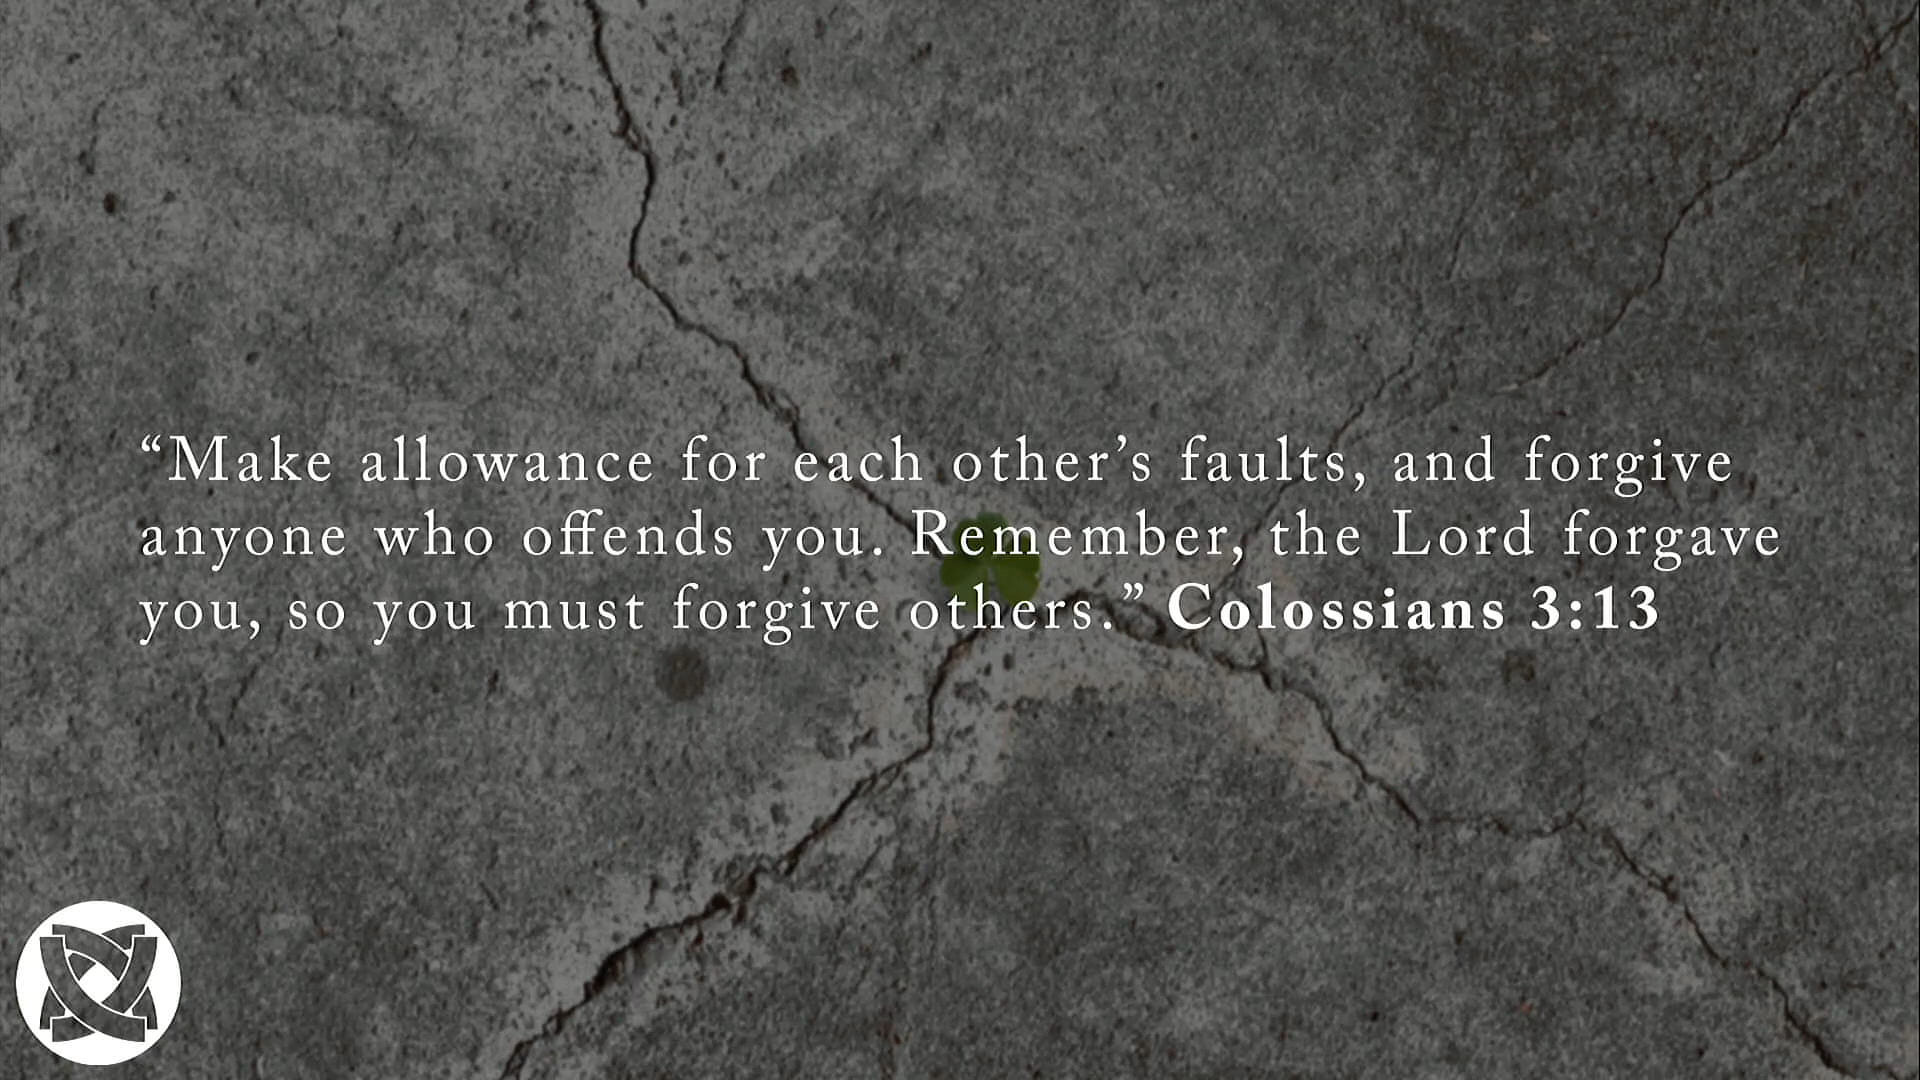 “Make allowance for each other’s faults, and forgive
anyone who offends you. Remember, the Lord forgave
you, so you must forgive others.” Colossians 3:13